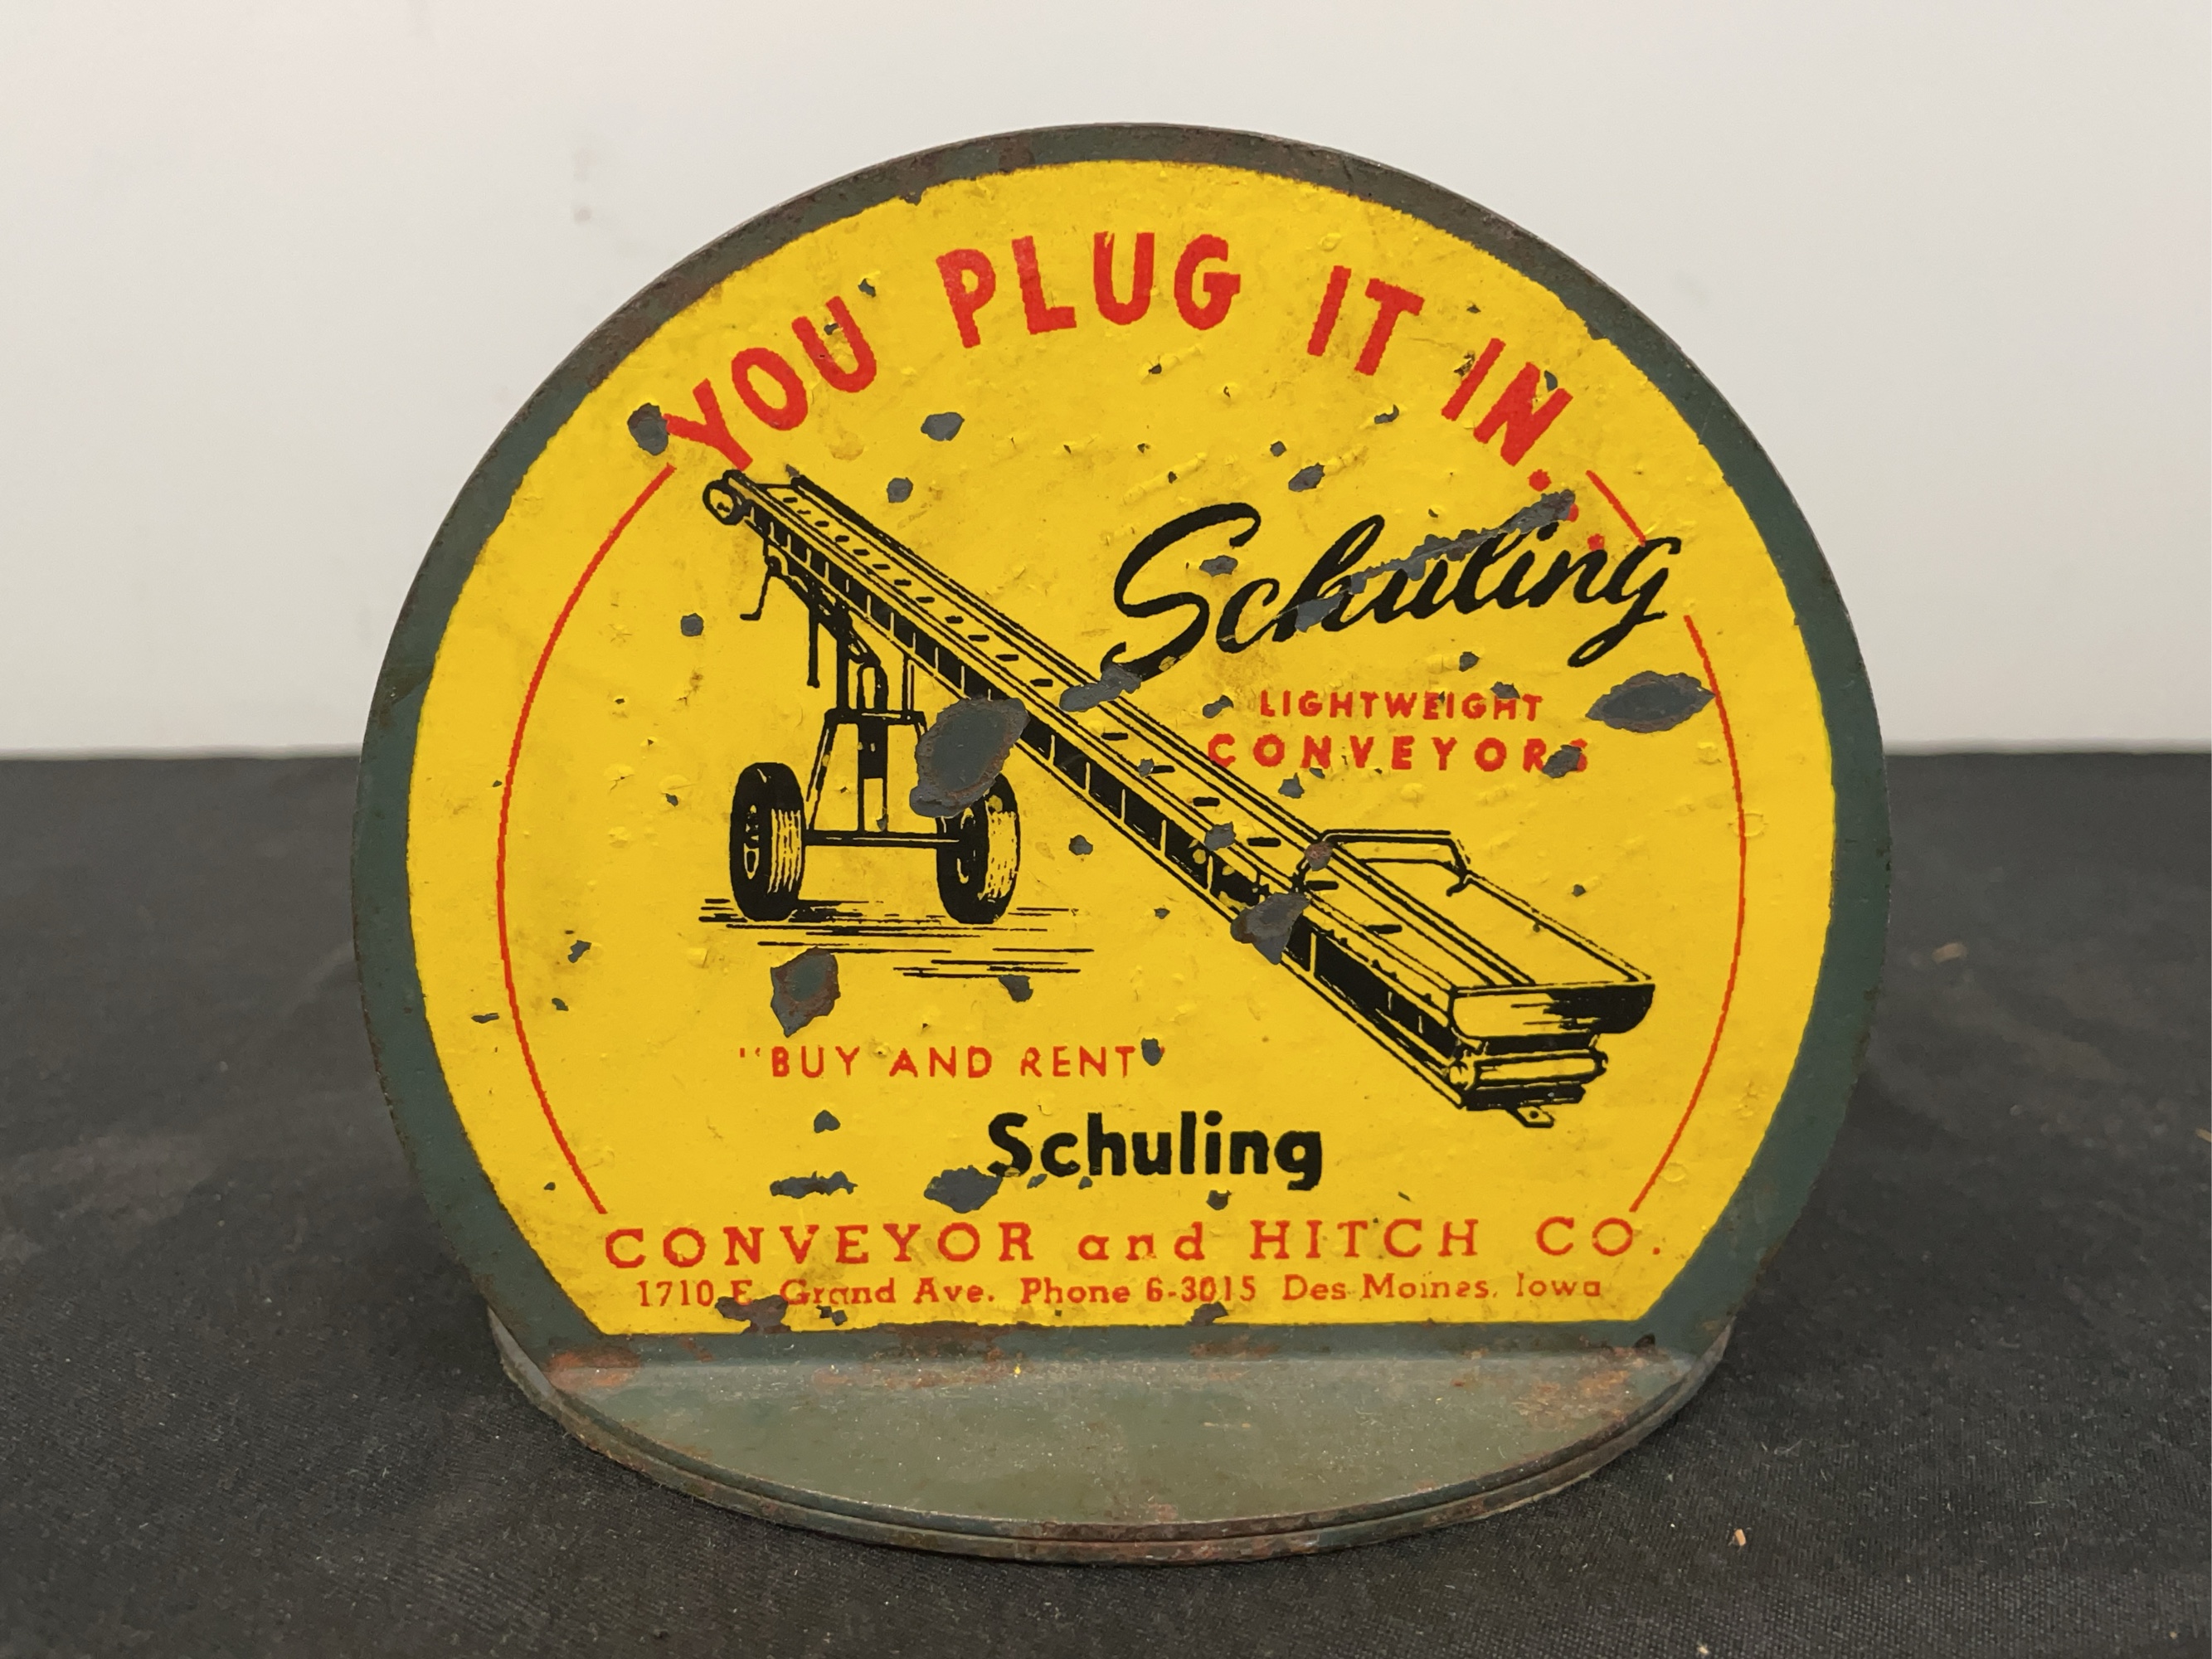 YOU PLUG IT IN...
Schuling
LIGHTWEIGHT
CONVEYORS
"BUY AND RENT"
Schuling
CONVEYOR and HITCH CO.
1710 E. Grand Ave. Phone 6-3015 Des Moines, Iowa